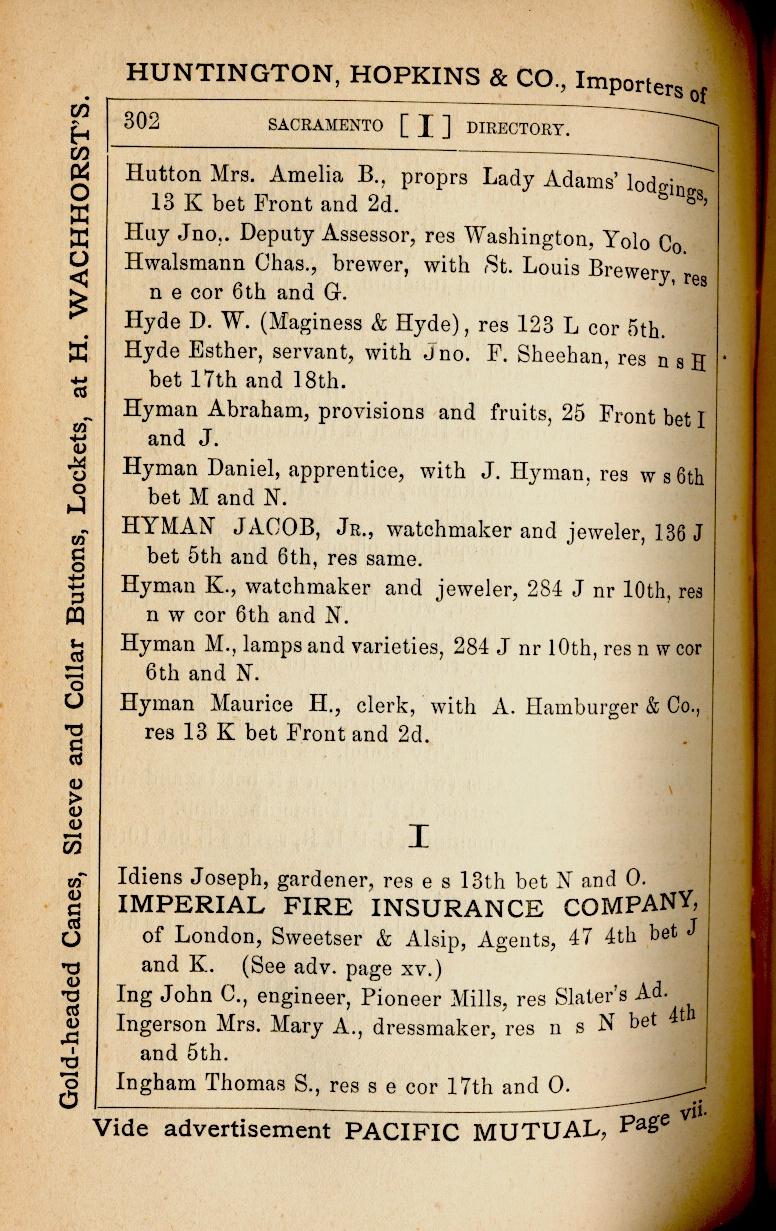 HUNTINGTON, HOPKINS & CO., Importers of
302 SACRAMENTO [ I ] DIRECTORY.
Hutton Mrs. Amelia B., proprs Lady Adams' lodgings,
13 K bet Front and 2d.
Huy Jno,. Deputy Assessor, res Washington, Yolo Co.
Hwalsmann Chas., brewer, with St. Louis Brewery, res
n e cor 6th and G.
Hyde D. W. (Maginess & Hyde), res 123 L cor 5th.
Hyde Esther, servant, with Jno. F. Sheehan, res n s H
bet 17th and 18th.
Hyman Abraham, provisions and fruits, 25 Front bet I
and J.
Hyman Daniel, apprentice, with J. Hyman, res w s 6th
bet M and N.
HYMAN JACOB, JR., watchmaker and jeweler, 136 J
bet 5th and 6th, res same.
Hyman K., watchmaker and jeweler, 284 J nr 10th, res
n w cor 6th and N.
Hyman M., lamps and varieties, 284 J nr 10th, res n w cor
6th and N.
Hyman Maurice H., clerk, with A. Hamburger & Co.,
res 13 K bet Front and 2d.
I
Idiens Joseph, gardener, res e s 13th bet N and O.
IMPERIAL FIRE INSURANCE COMPANY,
of London, Sweetser & Alsip, Agents, 47 4th bet J
and K. (See adv. page xv.)
Ing John C., engineer, Pioneer Mills, res Slater's Ad.
Ingerson Mrs. Mary A., dressmaker, res n s N bet 4th
and 5th.
Ingham Thomas S., res s e cor 17th and O.
Vide advertisement PACIFIC MUTUAL, Page vii.
Gold-headed Canes, Sleeve and Collar Buttons, Lockets, at H. WACHHORST'S.